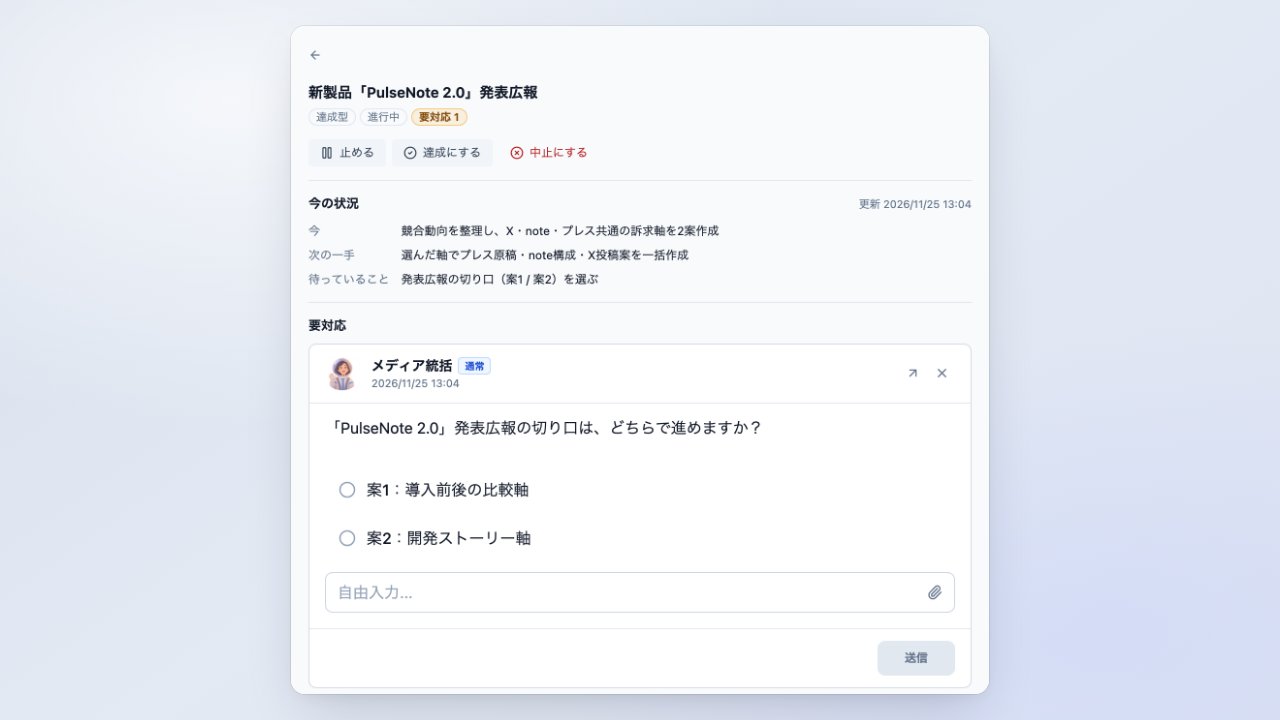 新製品「PulseNote 2.0」発表広報
達成型 進行中 要対応 1
止める 達成にする 中止にする
今の状況 更新 2026/11/25 13:04
今 競合動向を整理し、X・note・プレス共通の訴求軸を2案作成
次の一手 選んだ軸でプレス原稿・note構成・X投稿案を一括作成
待っていること 発表広報の切り口（案1 / 案2）を選ぶ
要対応
メディア統括 通常
2026/11/25 13:04
「PulseNote 2.0」発表広報の切り口は、どちらで進めますか？
案1：導入前後の比較軸
案2：開発ストーリー軸
自由入力...
送信